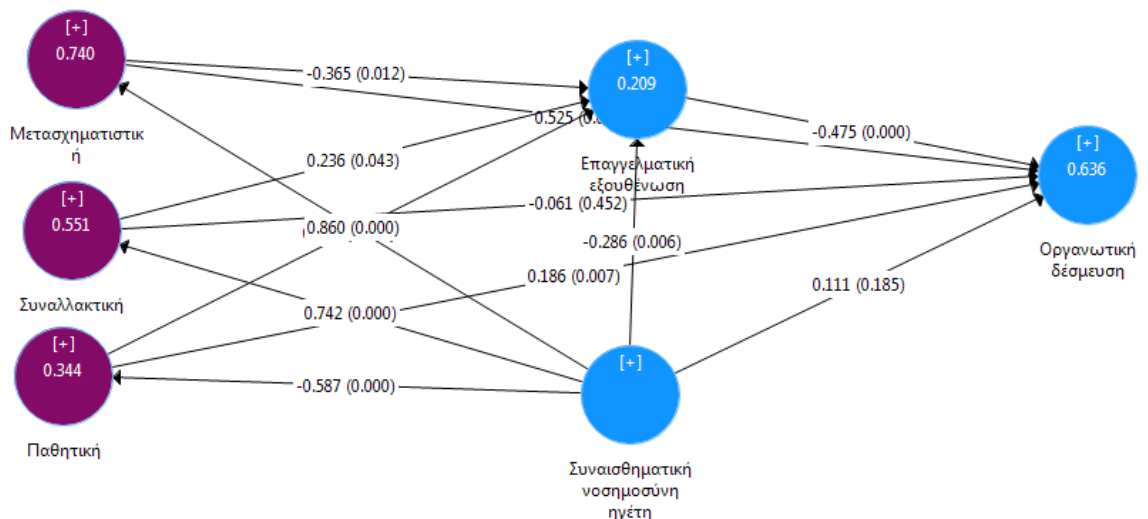 [+]
0.740
Μετασχηματιστικ
ή
[+]
0.551
Συναλλακτική
[+]
0.344
Παθητική
-0.365 (0.012)
0.525
0.236 (0.043)
0.860 (0.000)
-0.061 (0.452)
-0.286 (0.006)
0.186 (0.007)
0.742 (0.000)
-0.587 (0.000)
[+]
0.209
Επαγγελματική
εξουθένωση
-0.475 (0.000)
0.111 (0.185)
[+]
Συναισθηματική
νοσημοσύνη
ηγέτη
[+]
0.636
Οργανωτική
δέσμευση